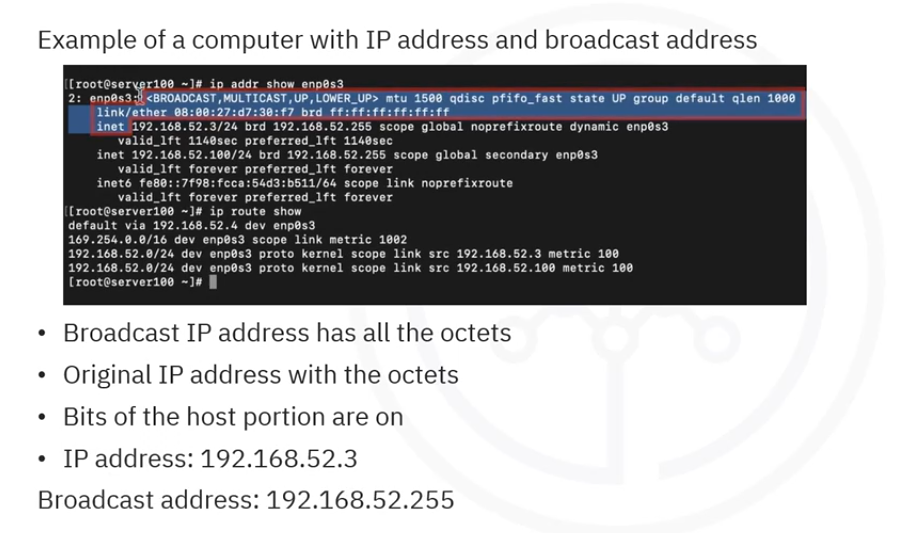 Example of a computer with IP address and broadcast address
[[root@server100 ~]# ip addr show enp0s3
2: enp0s3: <BROADCAST,MULTICAST,UP,LOWER_UP> mtu 1500 qdisc pfifo_fast state UP group default qlen 1000
link/ether 08:00:27:d7:30:f7 brd ff:ff:ff:ff:ff:ff
inet 192.168.52.3/24 brd 192.168.52.255 scope global noprefixroute dynamic enp0s3
valid_lft 1140sec preferred_lft 1140sec
inet 192.168.52.100/24 brd 192.168.52.255 scope global secondary enp0s3
valid_lft forever preferred_lft forever
inet6 fe80::7f98:fcca:54d3:b511/64 scope link noprefixroute
valid_lft forever preferred_lft forever
[[root@server100 ~]# ip route show
default via 192.168.52.4 dev enp0s3
169.254.0.0/16 dev enp0s3 scope link metric 1002
192.168.52.0/24 dev enp0s3 proto kernel scope link src 192.168.52.3 metric 100
192.168.52.0/24 dev enp0s3 proto kernel scope link src 192.168.52.100 metric 100
[root@server100 ~]#
• Broadcast IP address has all the octets
• Original IP address with the octets
• Bits of the host portion are on
• IP address: 192.168.52.3
Broadcast address: 192.168.52.255